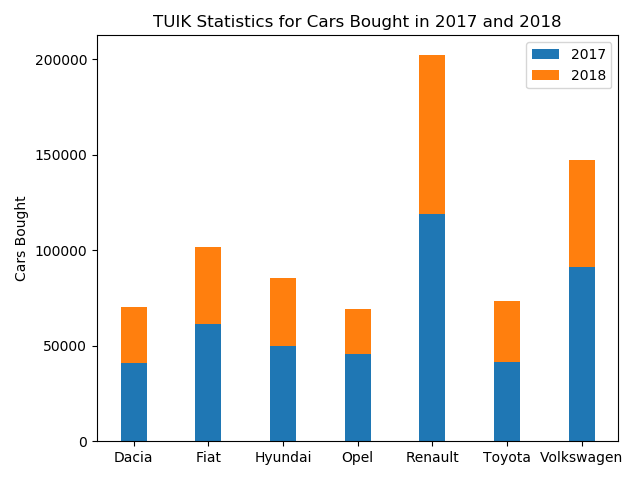 TUIK Statistics for Cars Bought in 2017 and 2018
2017
2018
200000
150000
100000
50000
0
Cars Bought
Dacia Fiat Hyundai Opel Renault Toyota Volkswagen